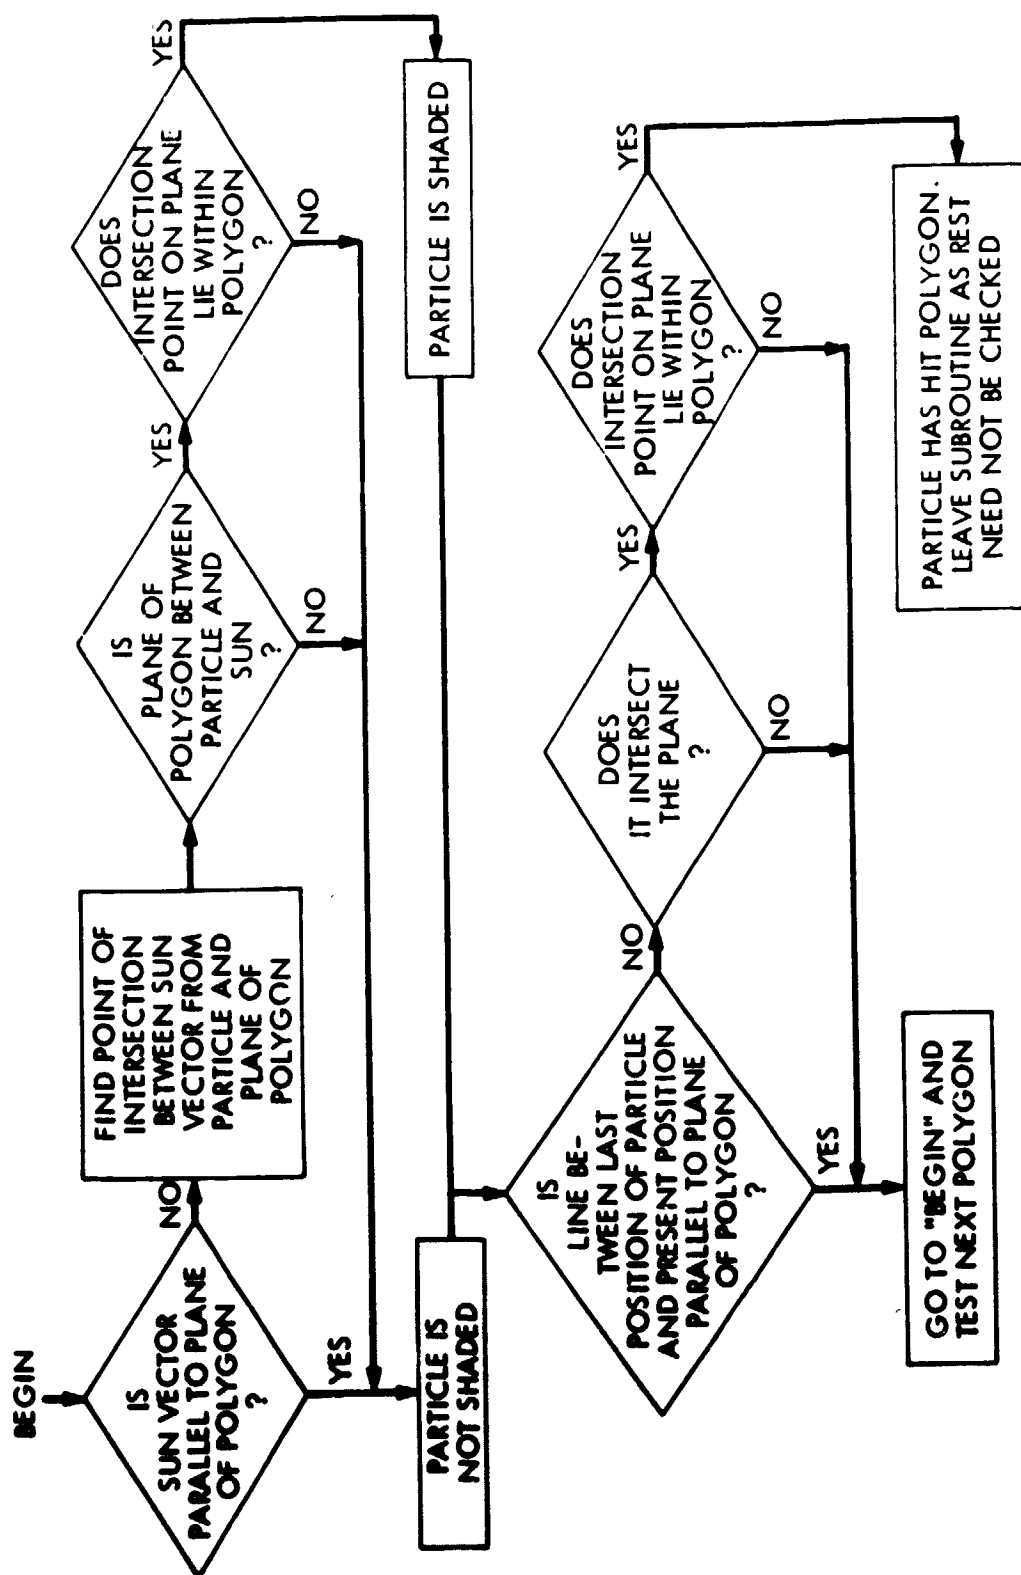 BEGIN
IS
SUN VECTOR
PARALLEL TO PLANE
OF POLYGON
?
NO
YES
FIND POINT OF
INTERSECTION
BETWEEN SUN
VECTOR FROM
PARTICLE AND
PLANE OF
POLYGON
IS
PLANE OF
POLYGON BETWEEN
PARTICLE AND
SUN
?
YES
NO
DOES
INTERSECTION
POINT ON PLANE
LIE WITHIN
POLYGON
?
YES
NO
PARTICLE IS
NOT SHADED
PARTICLE IS SHADED
IS
LINE BE-
TWEEN LAST
POSITION OF PARTICLE
AND PRESENT POSITION
PARALLEL TO PLANE
OF POLYGON
?
NO
YES
DOES
IT INTERSECT
THE PLANE
?
YES
NO
DOES
INTERSECTION
POINT ON PLANE
LIE WITHIN
POLYGON
?
YES
NO
GO TO "BEGIN" AND
TEST NEXT POLYGON
PARTICLE HAS HIT POLYGON.
LEAVE SUBROUTINE AS REST
NEED NOT BE CHECKED